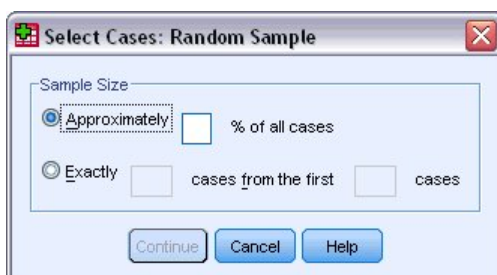 Select Cases: Random Sample
Sample Size
Approximately % of all cases
Exactly cases from the first cases
Continue Cancel Help